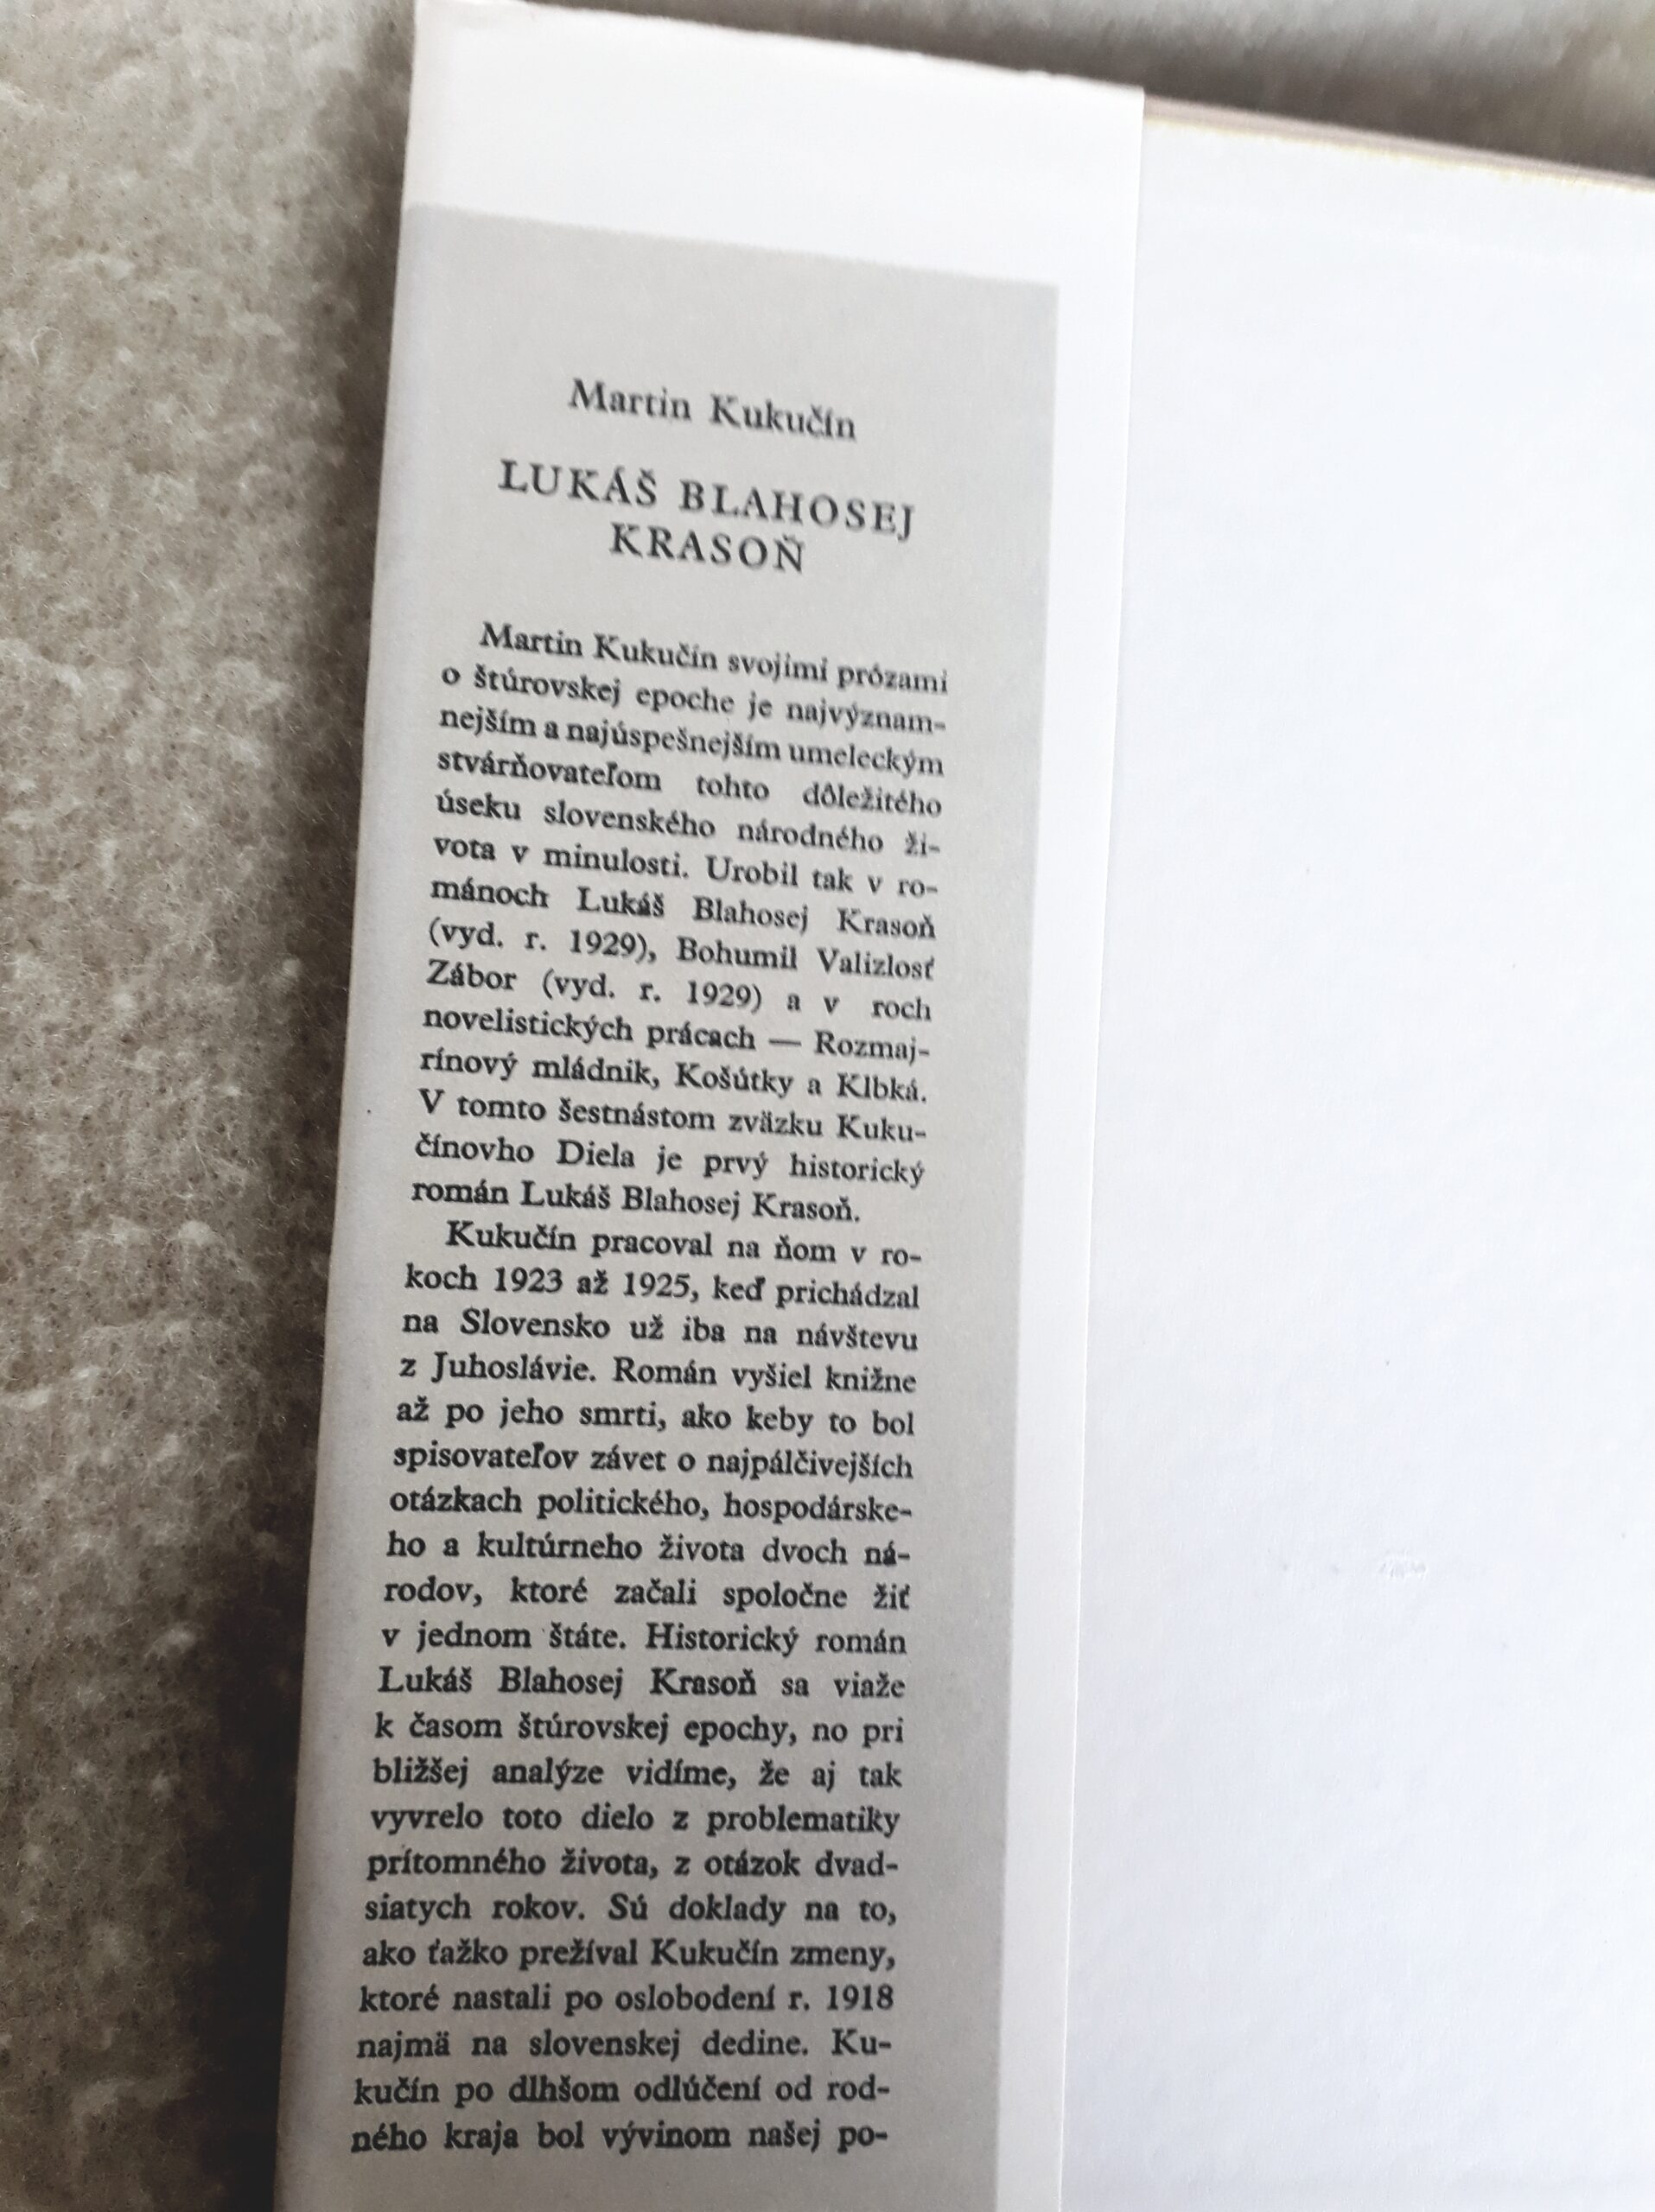 Martin Kukučín
LUKÁŠ BLAHOSEJ
KRASOŇ
Martin Kukučín svojimi prózami
o štúrovskej epoche je najvýznam-
nejším a najúspešnejším umeleckým
stvárňovateľom tohto dôležitého
úseku slovenského národného ži-
vota v minulosti. Urobil tak v ro-
mánoch Lukáš Blahosej Krasoň
(vyd. r. 1929), Bohumil Valizlosť
Zábor (vyd. r. 1929) a v roch
novelistických prácach — Rozmaj-
rínový mládnik, Košútky a Klbká.
V tomto šestnástom zväzku Kuku-
čínovho Diela je prvý historický
román Lukáš Blahosej Krasoň.
Kukučín pracoval na ňom v ro-
koch 1923 až 1925, keď prichádzal
na Slovensko už iba na návštevu
z Juhoslávie. Román vyšiel knižne
až po jeho smrti, ako keby to bol
spisovateľov závet o najpálčivejších
otázkach politického, hospodárske-
ho a kultúrneho života dvoch ná-
rodov, ktoré začali spoločne žiť
v jednom štáte. Historický román
Lukáš Blahosej Krasoň sa viaže
k časom štúrovskej epochy, no pri
bližšej analýze vidíme, že aj tak
vyvrelo toto dielo z problematiky
prítomného života, z otázok dvad-
siatych rokov. Sú doklady na to,
ako ťažko prežíval Kukučín zmeny,
ktoré nastali po oslobodení r. 1918
najmä na slovenskej dedine. Ku-
kučín po dlhšom odlúčení od rod-
ného kraja bol vývinom našej po-